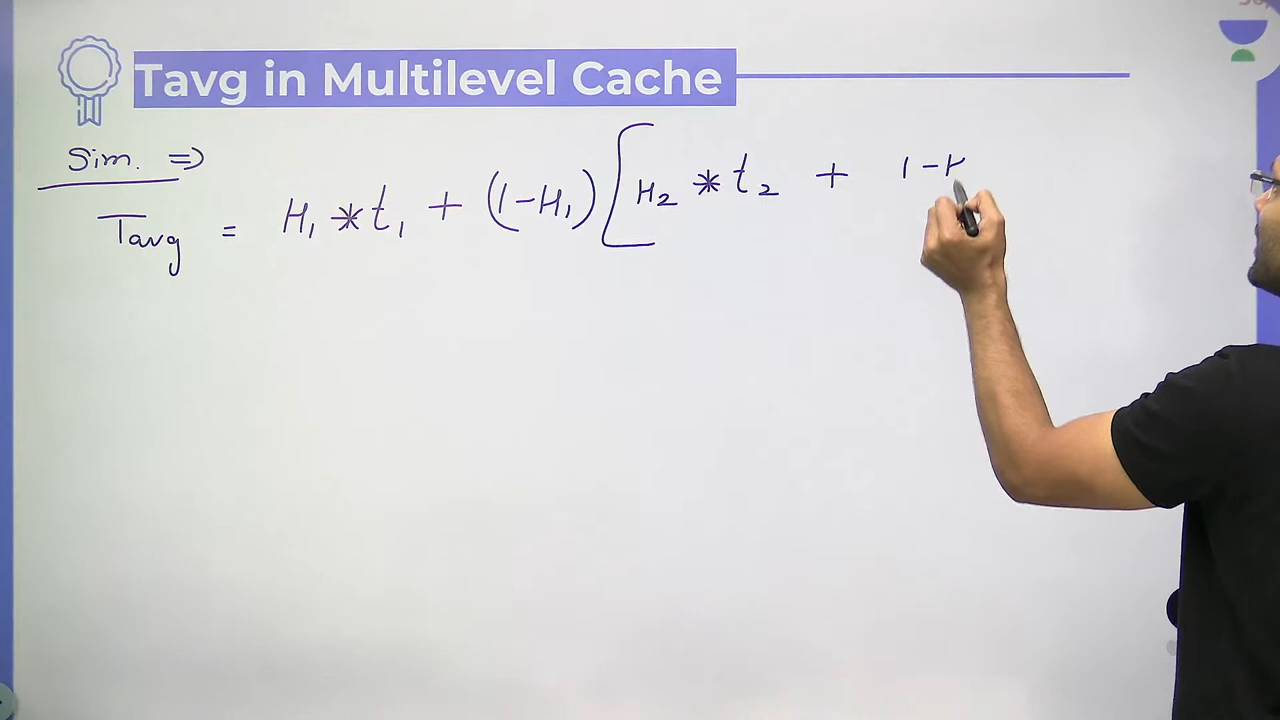 Tavg in Multilevel Cache
Sim. ⇒
Tavg = H₁ * t₁ + (1-H₁) [ H₂ * t₂ + 1-